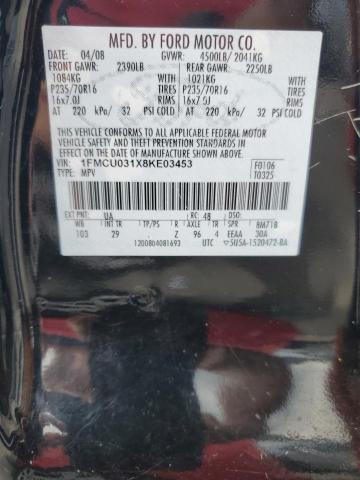 MFD. BY FORD MOTOR CO.
DATE: 04/08 GVWR: 4500LB/ 2041KG
FRONT GAWR: 2390LB REAR GAWR: 2250LB
1084KG 1021KG
P235/70R16 TIRES P235/70R16 TIRES
16x7.0J RIMS 16x7.0J RIMS
AT 220 kPa/ 32 PSI COLD AT 220 kPa/ 32 PSI COLD
THIS VEHICLE CONFORMS TO ALL APPLICABLE FEDERAL MOTOR
VEHICLE SAFETY AND THEFT PREVENTION STANDARDS IN EFFECT ON THE DATE OF MANUFACTURE SHOWN ABOVE.
VIN: 1FMCU031X8KE03453 F0106
TYPE: MPV T0325
EXT PNT: UA RC: 48 DSO:
WB INT TR TP/PS R AXLE TR SPR 8M718
103 29 . Z 96 4 EEAA 30A
1200804081693 UTC 5U5A-1520472-BA